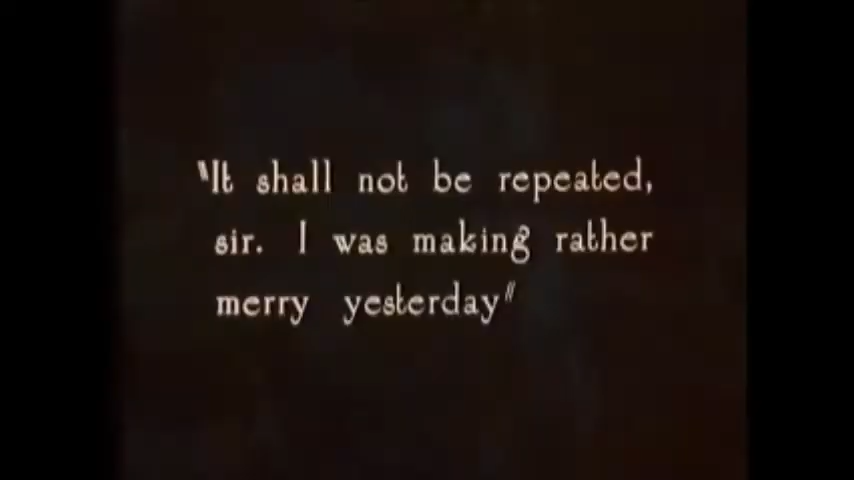 "It shall not be repeated,
sir. I was making rather
merry yesterday"